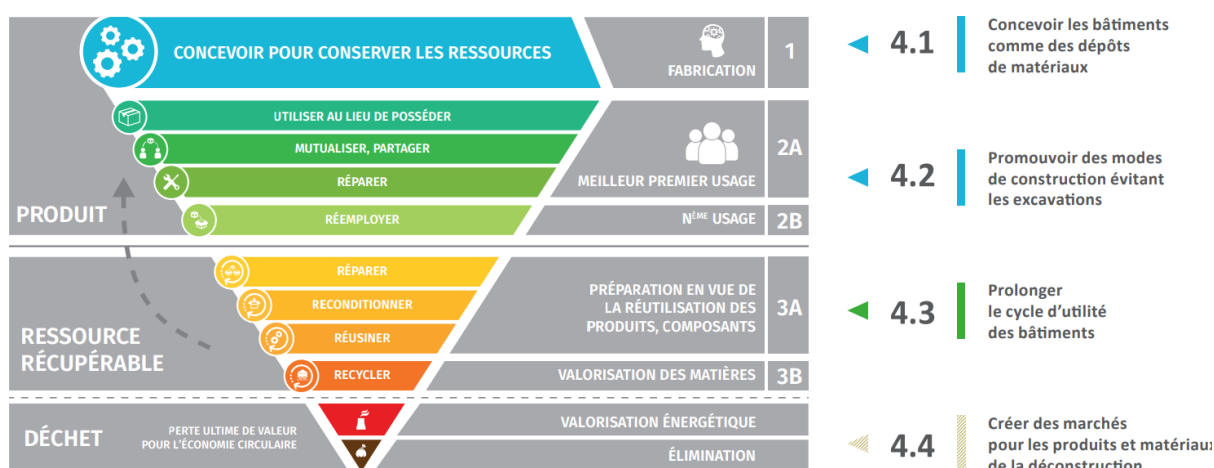 CONCEVOIR POUR CONSERVER LES RESSOURCES
FABRICATION
1
4.1
Concevoir les bâtiments
comme des dépôts
de matériaux
PRODUIT
UTILISER AU LIEU DE POSSÉDER
MUTUALISER, PARTAGER
RÉPARER
MEILLEUR PREMIER USAGE
2A
RÉEMPLOYER
NÈME USAGE
2B
4.2
Promouvoir des modes
de construction évitant
les excavations
RESSOURCE
RÉCUPÉRABLE
RÉPARER
RECONDITIONNER
RÉUSINER
PRÉPARATION EN VUE DE
LA RÉUTILISATION DES
PRODUITS, COMPOSANTS
3A
RECYCLER
VALORISATION DES MATIÈRES
3B
4.3
Prolonger
le cycle d’utilité
des bâtiments
DÉCHET
PERTE ULTIME DE VALEUR
POUR L’ÉCONOMIE CIRCULAIRE
VALORISATION ÉNERGÉTIQUE
ÉLIMINATION
4.4
Créer des marchés
pour les produits et matériaux
de la déconstruction